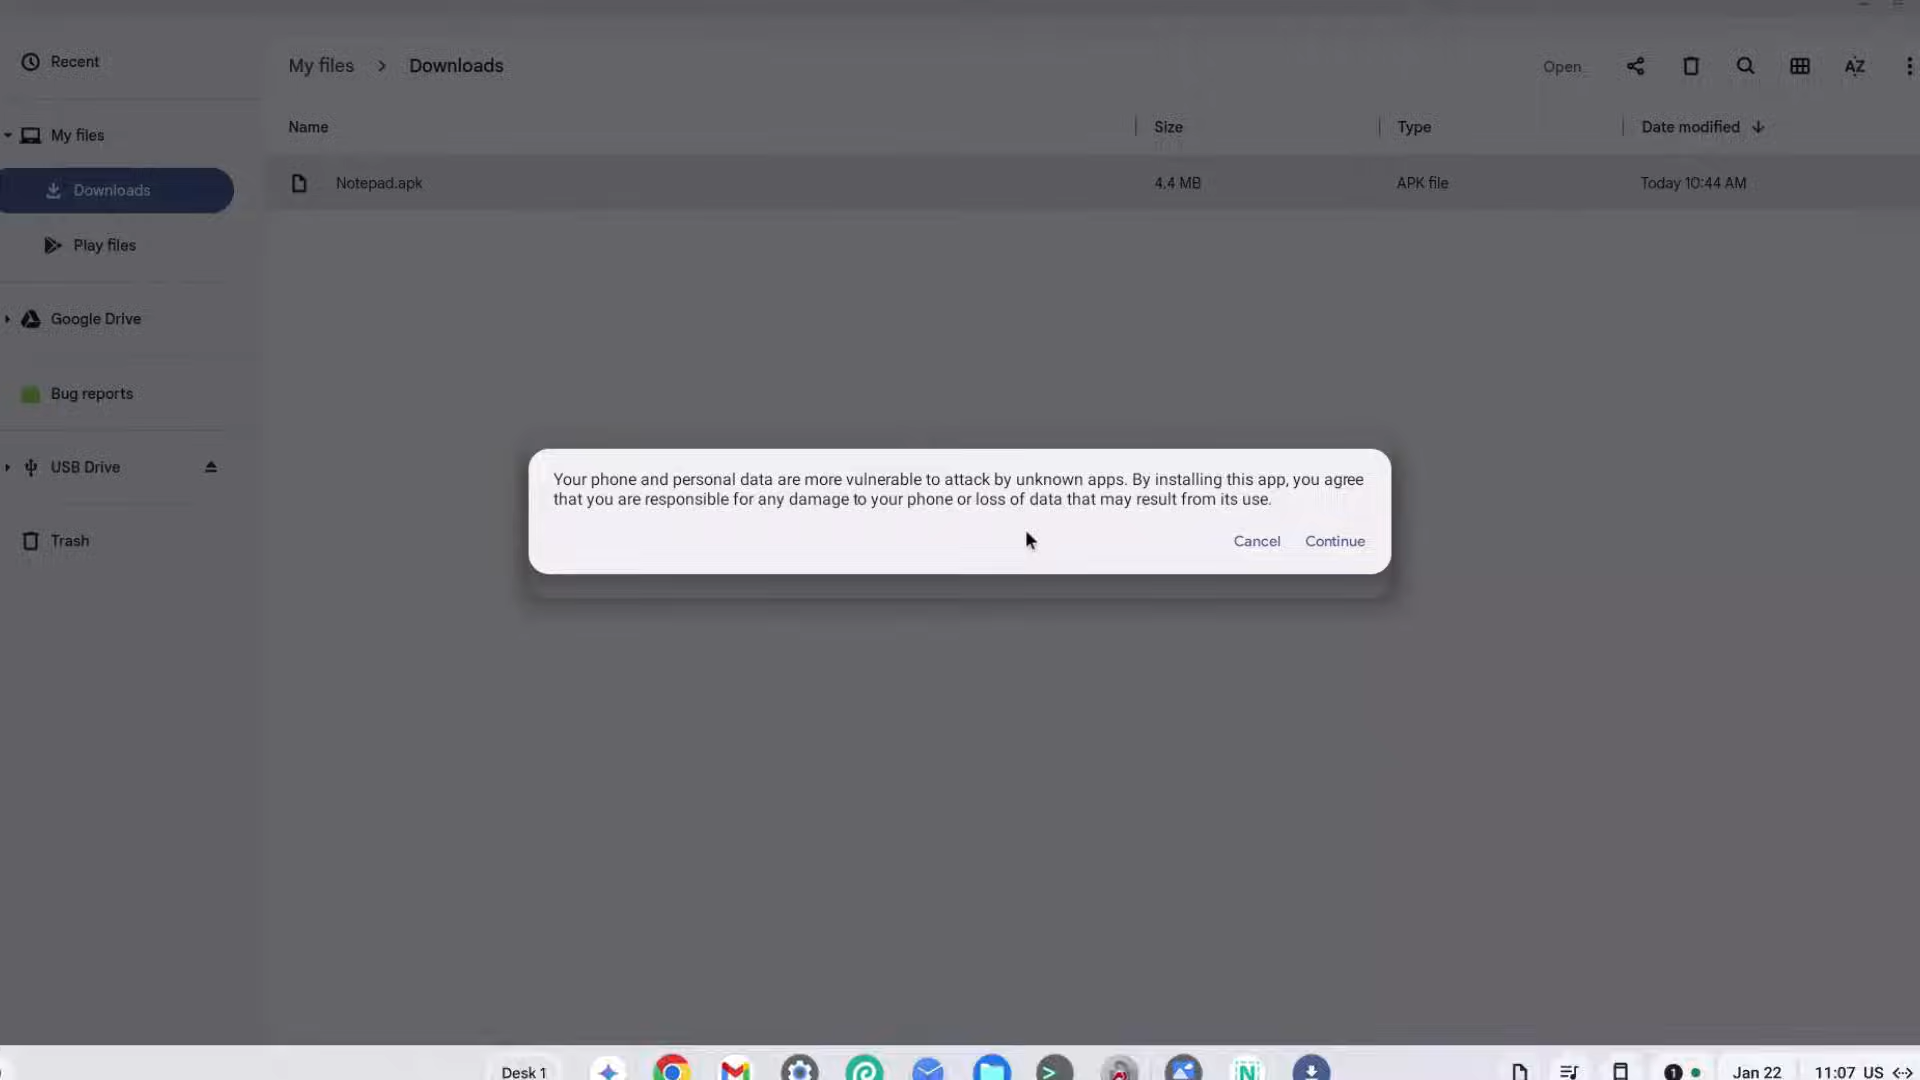 Recent
My files > Downloads
Open
AZ
Name
Size
Type
Date modified
My files
Notepad.apk
4.4 MB
APK file
Today 10:44 AM
Downloads
Play files
Google Drive
Bug reports
USB Drive
Trash
Your phone and personal data are more vulnerable to attack by unknown apps. By installing this app, you agree
that you are responsible for any damage to your phone or loss of data that may result from its use.
Cancel
Continue
Desk 1
N
1
Jan 22
11:07
US